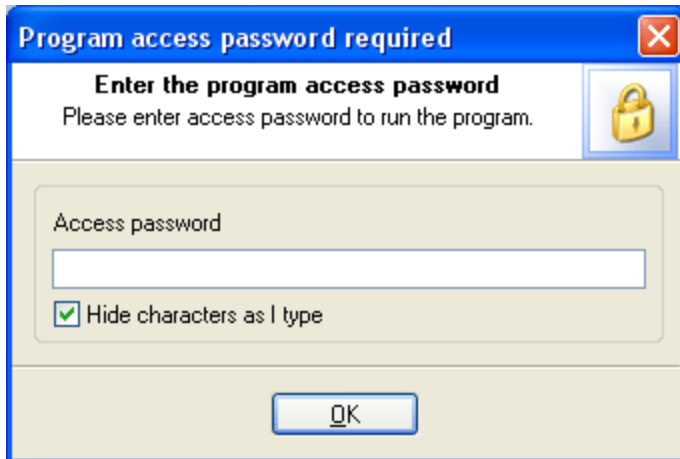 Program access password required
Enter the program access password
Please enter access password to run the program.
Access password
Hide characters as I type
OK